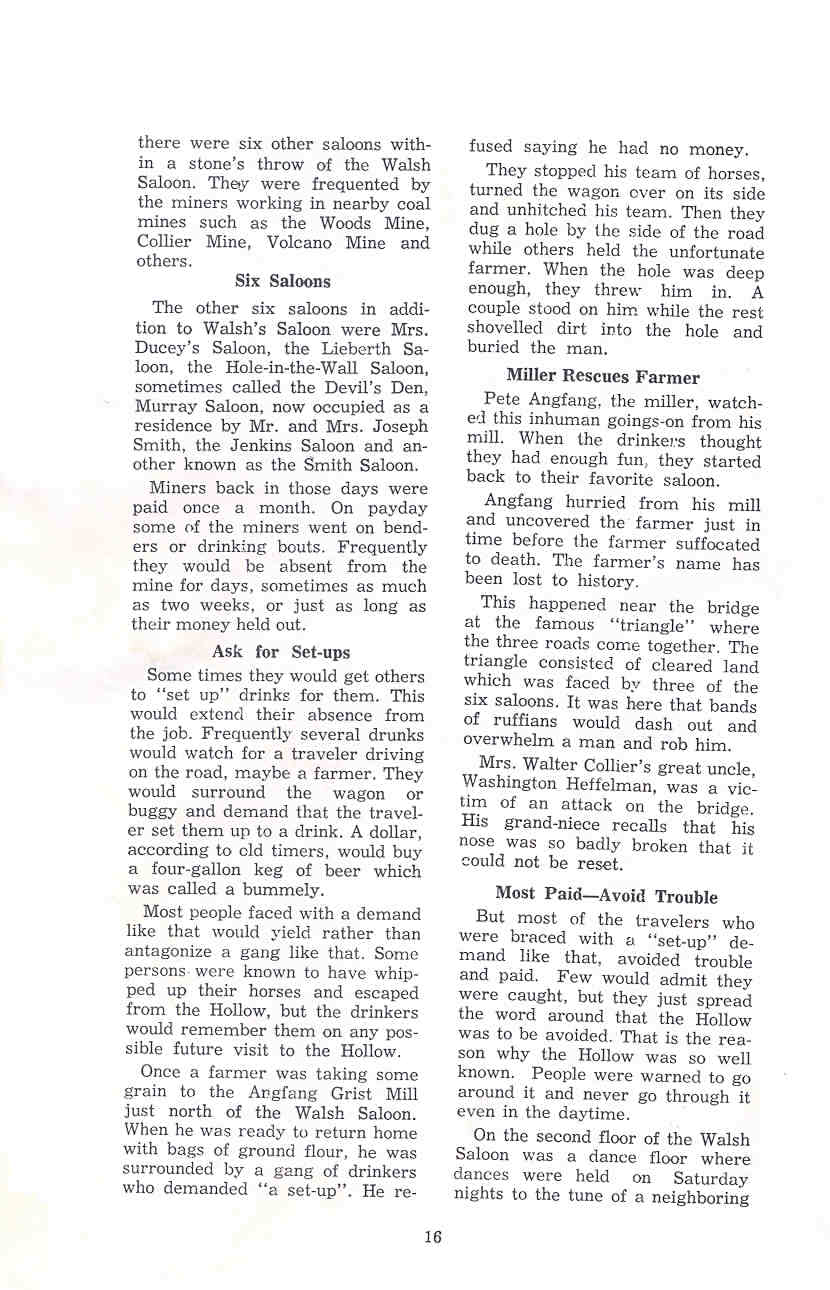 there were six other saloons with-
in a stone's throw of the Walsh
Saloon. They were frequented by
the miners working in nearby coal
mines such as the Woods Mine,
Collier Mine, Volcano Mine and
others.
Six Saloons
The other six saloons in addi-
tion to Walsh's Saloon were Mrs.
Ducey's Saloon, the Lieberth Sa-
loon, the Hole-in-the-Wall Saloon,
sometimes called the Devil's Den,
Murray Saloon, now occupied as a
residence by Mr. and Mrs. Joseph
Smith, the Jenkins Saloon and an-
other known as the Smith Saloon.
Miners back in those days were
paid once a month. On payday
some of the miners went on bend-
ers or drinking bouts. Frequently
they would be absent from the
mine for days, sometimes as much
as two weeks, or just as long as
their money held out.
Ask for Set-ups
Some times they would get others
to "set up" drinks for them. This
would extend their absence from
the job. Frequently several drunks
would watch for a traveler driving
on the road, maybe a farmer. They
would surround the wagon or
buggy and demand that the travel-
er set them up to a drink. A dollar,
according to old timers, would buy
a four-gallon keg of beer which
was called a bummely.
Most people faced with a demand
like that would yield rather than
antagonize a gang like that. Some
persons were known to have whip-
ped up their horses and escaped
from the Hollow, but the drinkers
would remember them on any pos-
sible future visit to the Hollow.
Once a farmer was taking some
grain to the Angfang Grist Mill
just north of the Walsh Saloon.
When he was ready to return home
with bags of ground flour, he was
surrounded by a gang of drinkers
who demanded "a set-up". He re-
fused saying he had no money.
They stopped his team of horses,
turned the wagon over on its side
and unhitched his team. Then they
dug a hole by the side of the road
while others held the unfortunate
farmer. When the hole was deep
enough, they threw him in. A
couple stood on him while the rest
shovelled dirt into the hole and
buried the man.
Miller Rescues Farmer
Pete Angfang, the miller, watch-
ed this inhuman goings-on from his
mill. When the drinkers thought
they had enough fun, they started
back to their favorite saloon.
Angfang hurried from his mill
and uncovered the farmer just in
time before the farmer suffocated
to death. The farmer's name has
been lost to history.
This happened near the bridge
at the famous "triangle" where
the three roads come together. The
triangle consisted of cleared land
which was faced by three of the
six saloons. It was here that bands
of ruffians would dash out and
overwhelm a man and rob him.
Mrs. Walter Collier's great uncle,
Washington Heffelman, was a vic-
tim of an attack on the bridge.
His grand-niece recalls that his
nose was so badly broken that it
could not be reset.
Most Paid—Avoid Trouble
But most of the travelers who
were braced with a "set-up" de-
mand like that, avoided trouble
and paid. Few would admit they
were caught, but they just spread
the word around that the Hollow
was to be avoided. That is the rea-
son why the Hollow was so well
known. People were warned to go
around it and never go through it
even in the daytime.
On the second floor of the Walsh
Saloon was a dance floor where
dances were held on Saturday
nights to the tune of a neighboring
16